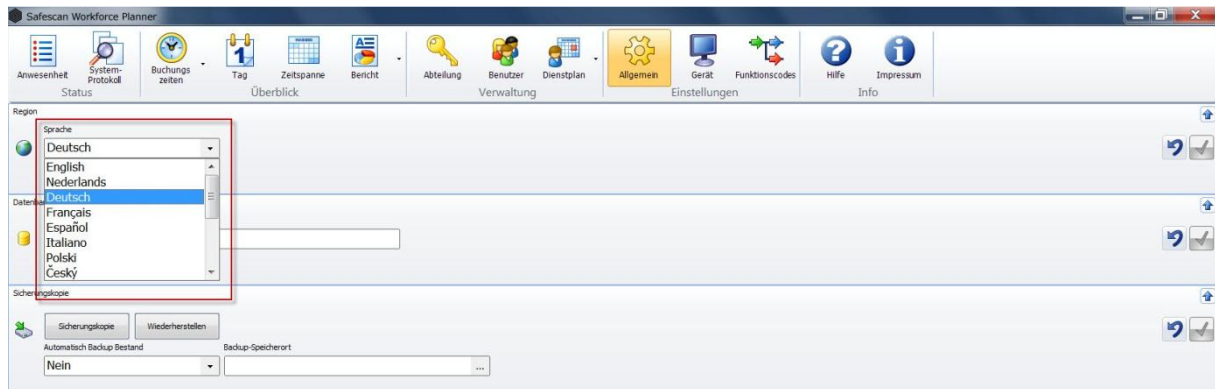 Safescan Workforce Planner
Anwesenheit
System-
Protokoll
Buchungs
zeiten
1
Tag
Zeitspanne
Bericht
Abteilung
Benutzer
Dienstplan
Allgemein
Gerät
Funktionscodes
Hilfe
Impressum
Status
Überblick
Verwaltung
Einstellungen
Info
Region
Sprache
Deutsch
English
Nederlands
Deutsch
Français
Español
Italiano
Polski
Český
Sicherungskopie
Sicherungskopie
Wiederherstellen
Automatisch Backup Bestand
Backup-Speicherort
Nein
...